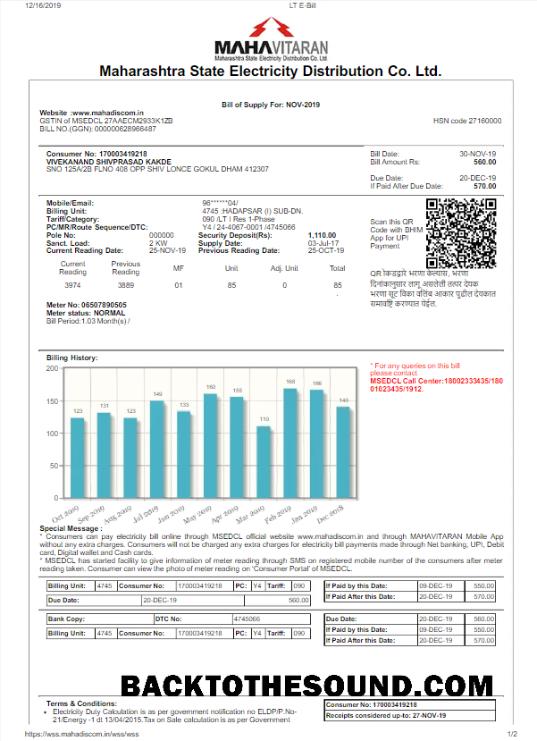 12/16/2019 LT E-Bill
MAHAVITARAN
Maharashtra State Electricity Distribution Co. Ltd.
Maharashtra State Electricity Distribution Co. Ltd.
Bill of Supply For: NOV-2019
Website :www.mahadiscom.in
GSTIN of MSEDCL 27AAECM2933K1ZB HSN code 27160000
BILL NO.(GGN): 000000628966487
Consumer No: 170003419218
VIVEKANAND SHIVPRASAD KAKDE
SNO 125A/2B FLNO 408 OPP SHIV LONCE GOKUL DHAM 412307
Bill Date: 30-NOV-19
Bill Amount Rs: 560.00
Due Date: 20-DEC-19
If Paid After Due Date: 570.00
Mobile/Email: 96******04/
Billing Unit: 4745 :HADAPSAR (I) SUB-DN.
Tariff/Category: 090 /LT I Res 1-Phase
PC/MR/Route Sequence/DTC: Y4 / 24-4067-0001 /4745066
Pole No: 000000 Security Deposit(Rs): 1,110.00
Sanct. Load: 2 KW Supply Date: 03-Jul-17
Current Reading Date: 25-NOV-19 Previous Reading Date: 25-OCT-19
Scan this QR
Code with BHIM
App for UPI
Payment
Current Reading Previous Reading MF Unit Adj. Unit Total
3974 3889 01 85 0 85
QR कोडद्वारे भरणा केल्यास, भरणा
दिनांकानुसार लागू असलेली तत्पर देयक
भरणा सूट किंवा विलंब आकार पुढील देयकात
समाविष्ट करण्यात येईल.
Meter No: 06507890505
Meter status: NORMAL
Bill Period:1.03 Month(s) /
Billing History:
* For any queries on this bill
please contact
MSEDCL Call Center:18002333435/180
01023435/1912.
200
150
100
50
0
123 131 123 149 133 160 155 110 168 166 140
Oct 2019 Sep 2019 Aug 2019 Jul 2019 Jun 2019 May 2019 Apr 2019 Mar 2019 Feb 2019 Jan 2019 Dec 2018
Special Message :
* Consumers can pay electricity bill online through MSEDCL official website www.mahadiscom.in and through MAHAVITARAN Mobile App
without any extra charges. Consumers will not be charged any extra charges for electricity bill payments made through Net banking, UPI, Debit
card, Digital wallet and Cash cards.
* MSEDCL has started facility to give information of meter reading through SMS on registered mobile number of the consumers after meter
reading taken. Consumer can view the photo of meter reading on 'Consumer Portal' of MSEDCL.
Billing Unit: 4745 Consumer No: 170003419218 PC: Y4 Tariff: 090
Due Date: 20-DEC-19 560.00
If Paid by this Date: 09-DEC-19 550.00
If Paid After this Date: 20-DEC-19 570.00
Bank Copy: DTC No: 4745066
Billing Unit: 4745 Consumer No: 170003419218 PC: Y4 Tariff: 090
Due Date: 20-DEC-19 560.00
If Paid by this Date: 09-DEC-19 550.00
If Paid After this Date: 20-DEC-19 570.00
BACKTOTHESOUND.COM
Terms & Conditions:
• Electricity Duty Calculation is as per government notification no ELDP/P.No-
21/Energy -1 dt 13/04/2015.Tax on Sale calculation is as per Government
Consumer No: 170003419218
Receipts considered up-to: 27-NOV-19
https://wss.mahadiscom.in/wss/wss 1/2